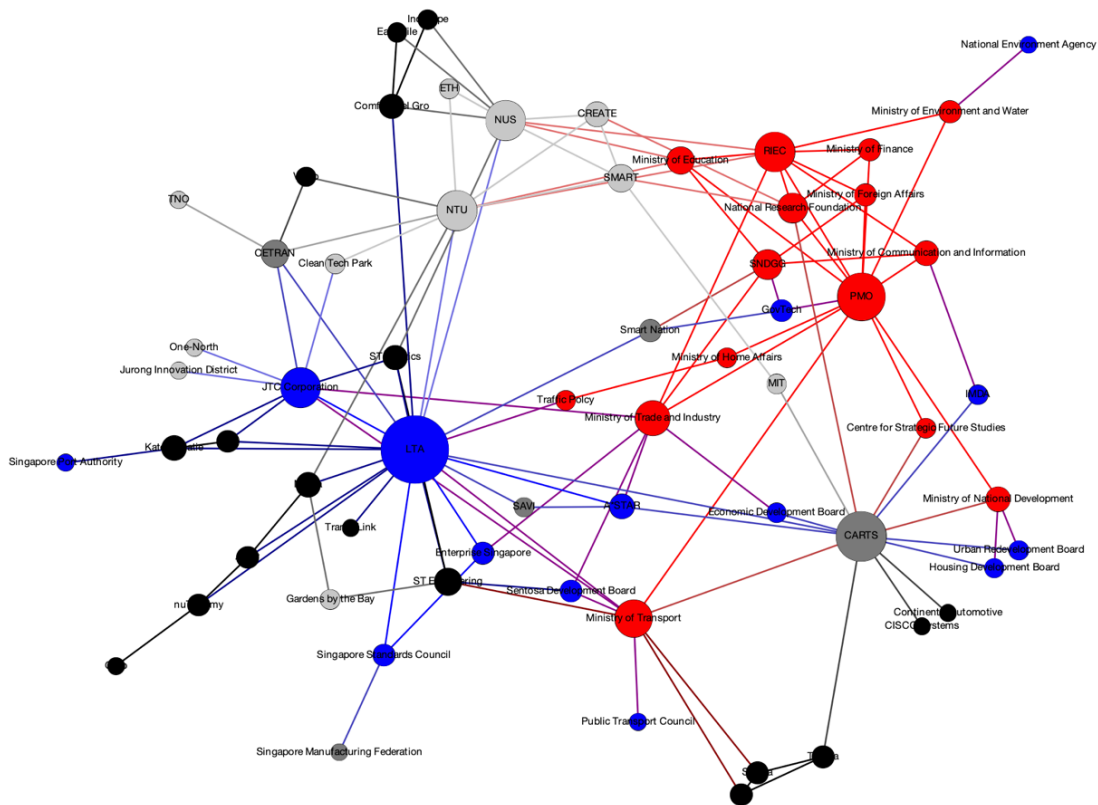 National Environment Agency
ETH
CREATE
NUS
Ministry of Environment and Water
RIEC
Ministry of Finance
Ministry of Education
SMART
Ministry of Foreign Affairs
TNO
NTU
National Research Foundation
CETRAN
Clean Tech Park
Ministry of Communication and Information
SNDGG
PMO
GovTech
Smart Nation
One-North
Ministry of Home Affairs
Jurong Innovation District
JTC Corporation
MIT
IMDA
Traffic Policy
Ministry of Trade and Industry
Centre for Strategic Future Studies
LTA
Singapore Port Authority
Ministry of National Development
SAVI
A*STAR
Economic Development Board
CARTS
Enterprise Singapore
Urban Redevelopment Board
Housing Development Board
ST Engineering
Sentosa Development Board
Gardens by the Bay
Continental Automotive
Ministry of Transport
CISCO Systems
Singapore Standards Council
Public Transport Council
Singapore Manufacturing Federation